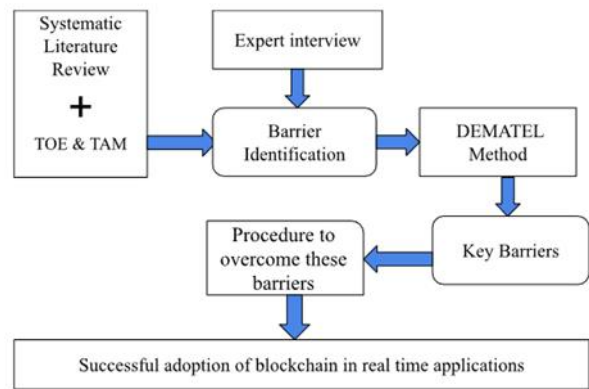 Systematic
Literature
Review
+
TOE & TAM
Expert interview
Barrier
Identification
DEMATEL
Method
Key Barriers
Procedure to
overcome these
barriers
Successful adoption of blockchain in real time applications